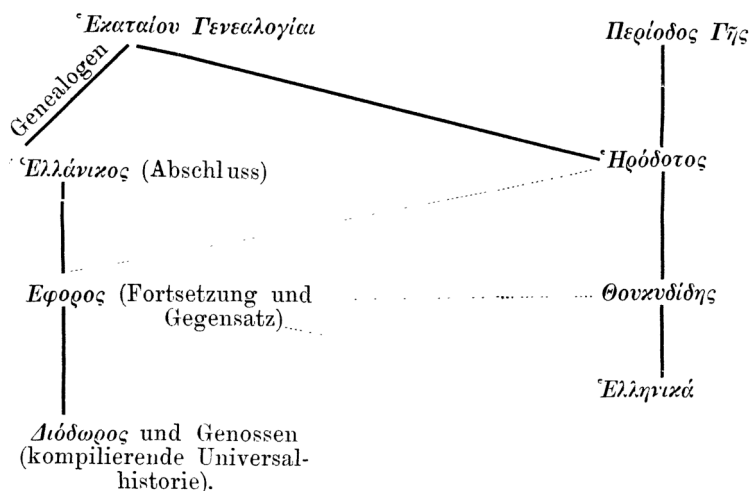 Ἑκαταίου Γενεαλογίαι
Περίοδος Γῆς
Genealogen
Ἑλλάνικος (Abschluss)
Ἡρόδοτος
Εφορος (Fortsetzung und
Gegensatz)
Θουκυδίδης
Ἑλληνικά
Διόδωρος und Genossen
(kompilierende Universal-
historie).